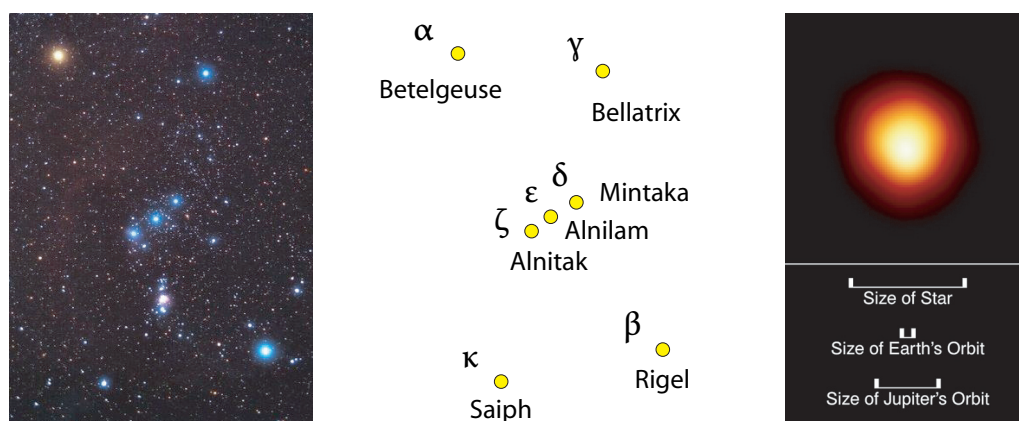 α
Betelgeuse
γ
Bellatrix
δ
Mintaka
ε
Alnilam
ζ
Alnitak
β
Rigel
κ
Saiph
Size of Star
Size of Earth's Orbit
Size of Jupiter's Orbit